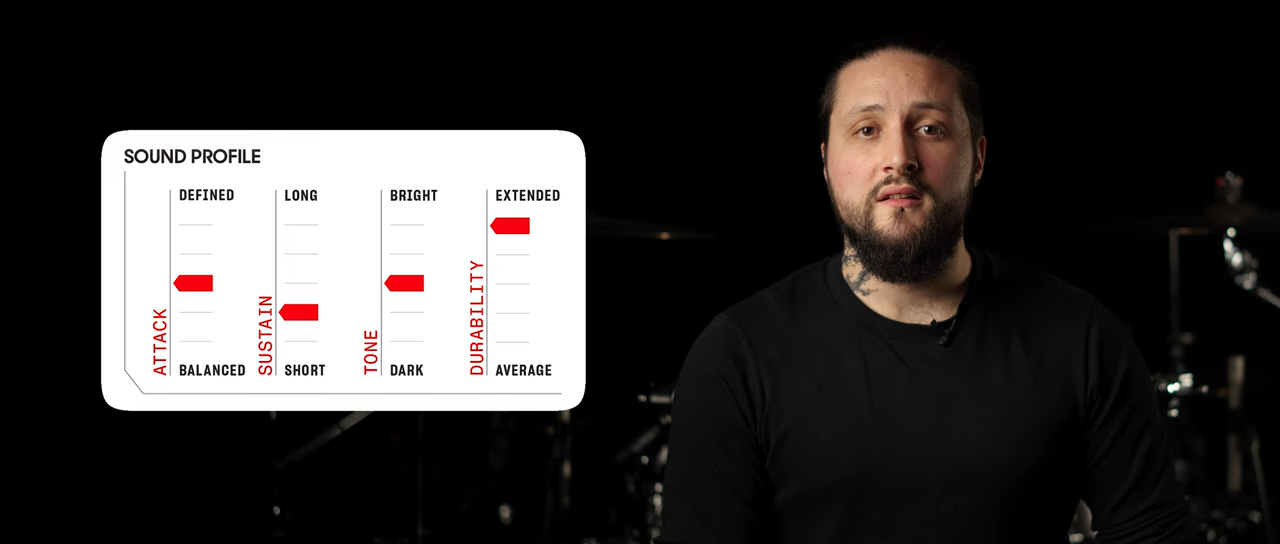 SOUND PROFILE
DEFINED
ATTACK
BALANCED
LONG
SUSTAIN
SHORT
BRIGHT
TONE
DARK
EXTENDED
DURABILITY
AVERAGE